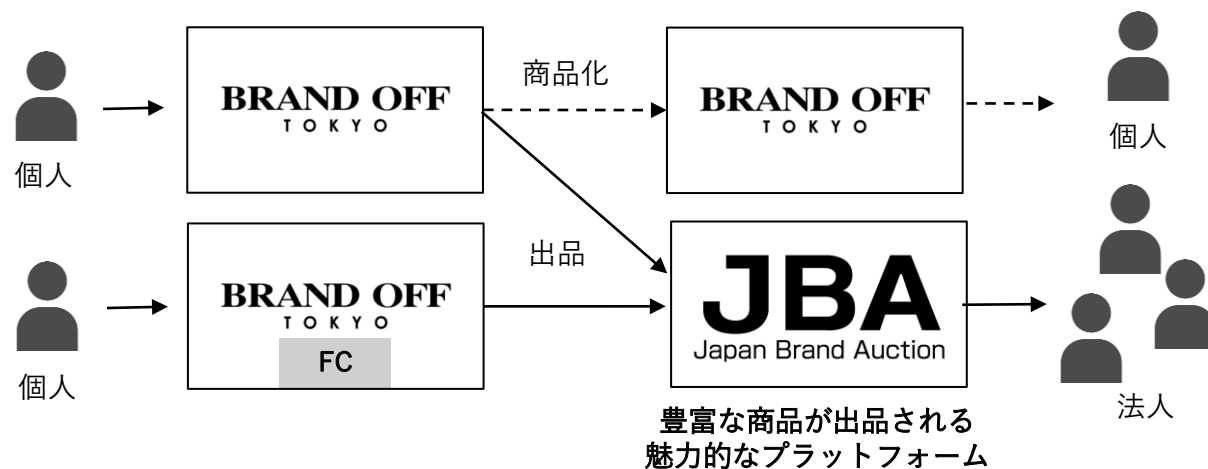 個人
BRAND OFF
TOKYO
商品化
BRAND OFF
TOKYO
個人
個人
BRAND OFF
TOKYO
FC
出品
JBA
Japan Brand Auction
法人
豊富な商品が出品される
魅力的なプラットフォーム